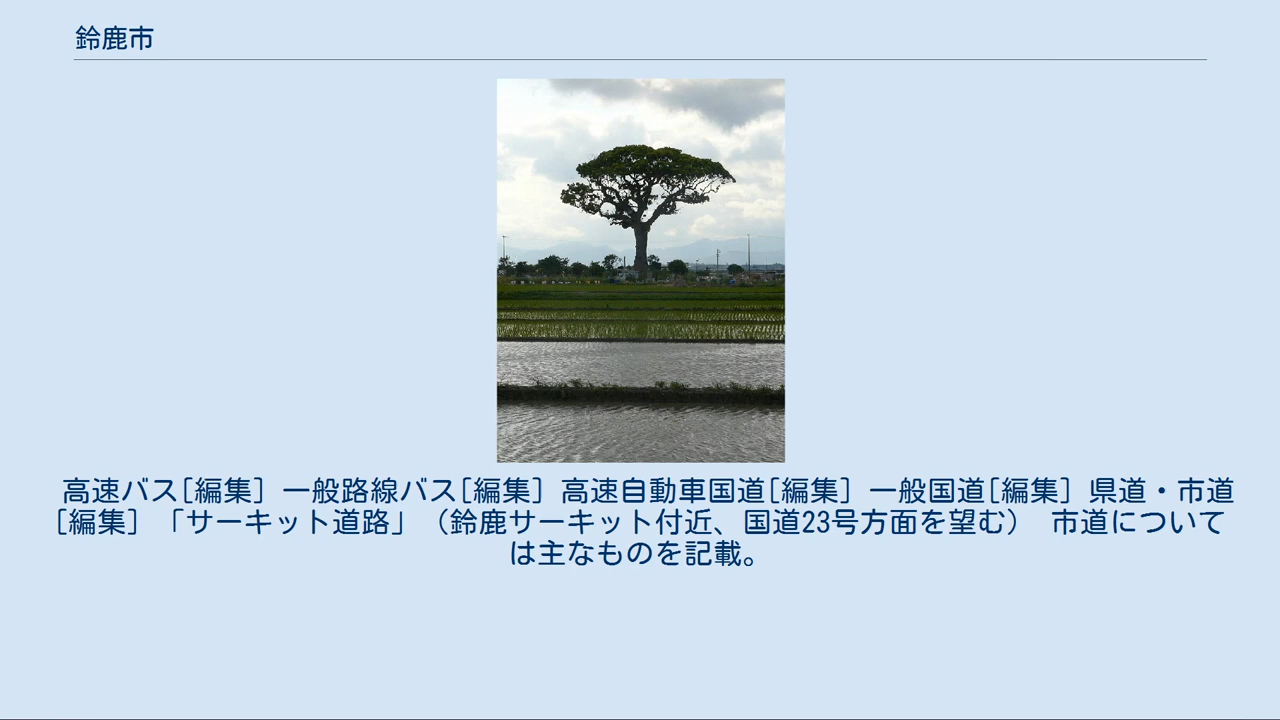 鈴鹿市
高速バス[編集] 一般路線バス[編集] 高速自動車国道[編集] 一般国道[編集] 県道・市道
[編集] 「サーキット道路」（鈴鹿サーキット付近、国道23号方面を望む） 市道について
は主なものを記載。